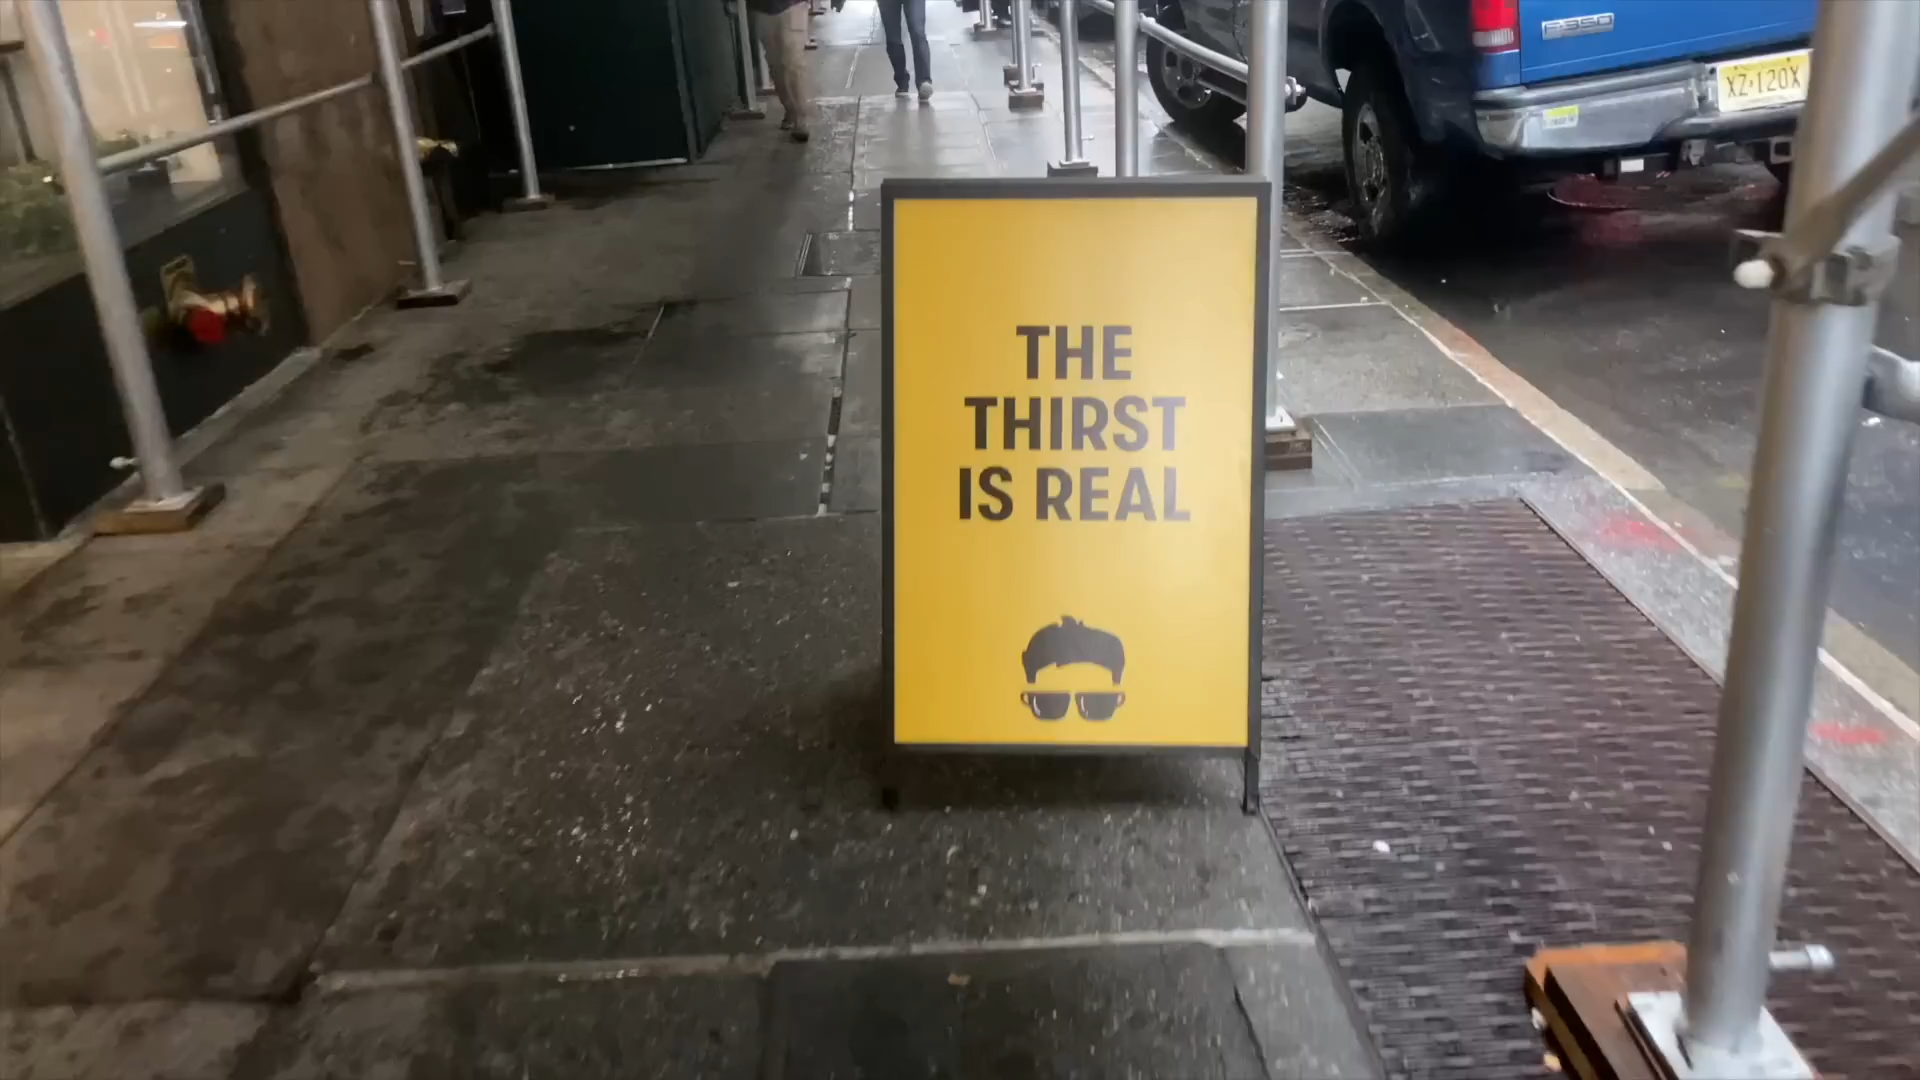 F-350
XZ·120X
THE
THIRST
IS REAL